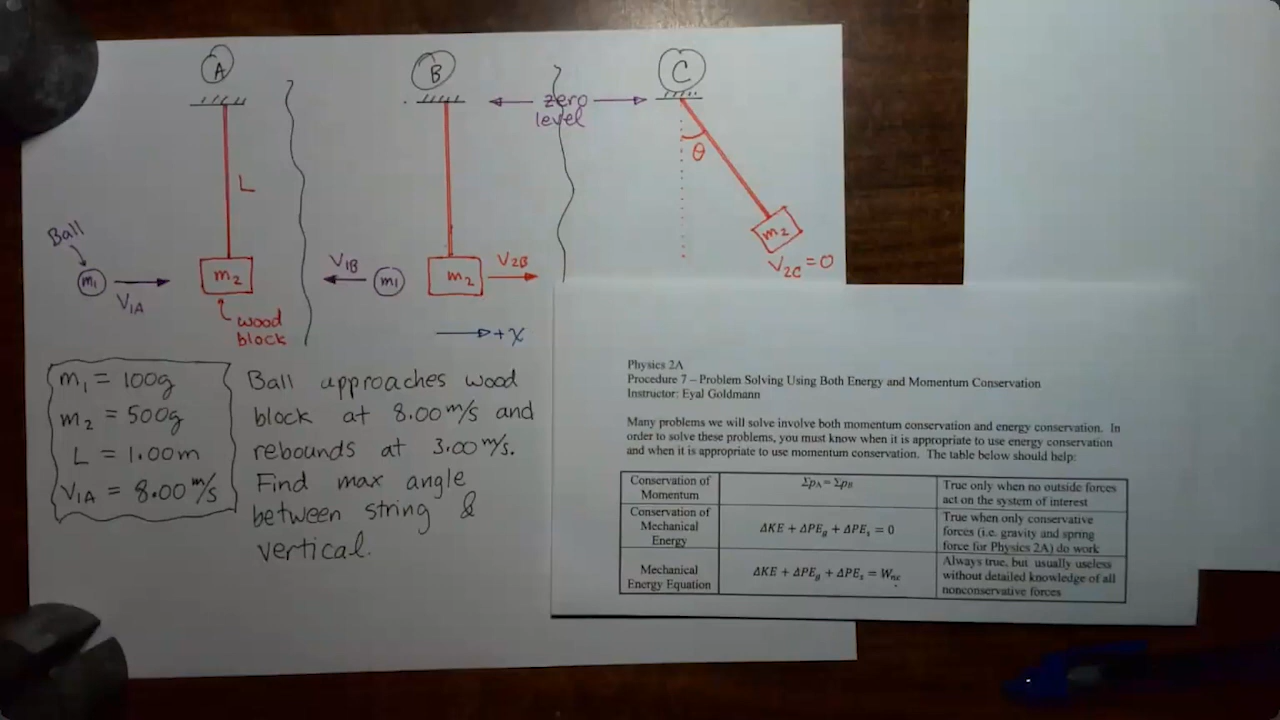 A
B
C
zero
level
L
θ
Ball
m₁
V1A
m₂
wood
block
V1B
m₁
m₂
V2B
m₂
V2C = 0
+x
m₁ = 100g
m₂ = 500g
L = 1.00m
V1A = 8.00 m/s
Ball approaches wood
block at 8.00 m/s and
rebounds at 3.00 m/s.
Find max angle
between string &
vertical.
Physics 2A
Procedure 7 – Problem Solving Using Both Energy and Momentum Conservation
Instructor: Eyal Goldmann
Many problems we will solve involve both momentum conservation and energy conservation. In
order to solve these problems, you must know when it is appropriate to use energy conservation
and when it is appropriate to use momentum conservation. The table below should help:
Conservation of
Momentum
ΣpA = ΣpB
True only when no outside forces
act on the system of interest
Conservation of
Mechanical
Energy
ΔKE + ΔPEg + ΔPEs = 0
True when only conservative
forces (i.e. gravity and spring
force for Physics 2A) do work
Mechanical
Energy Equation
ΔKE + ΔPEg + ΔPEs = Wnc
Always true, but usually useless
without detailed knowledge of all
nonconservative forces